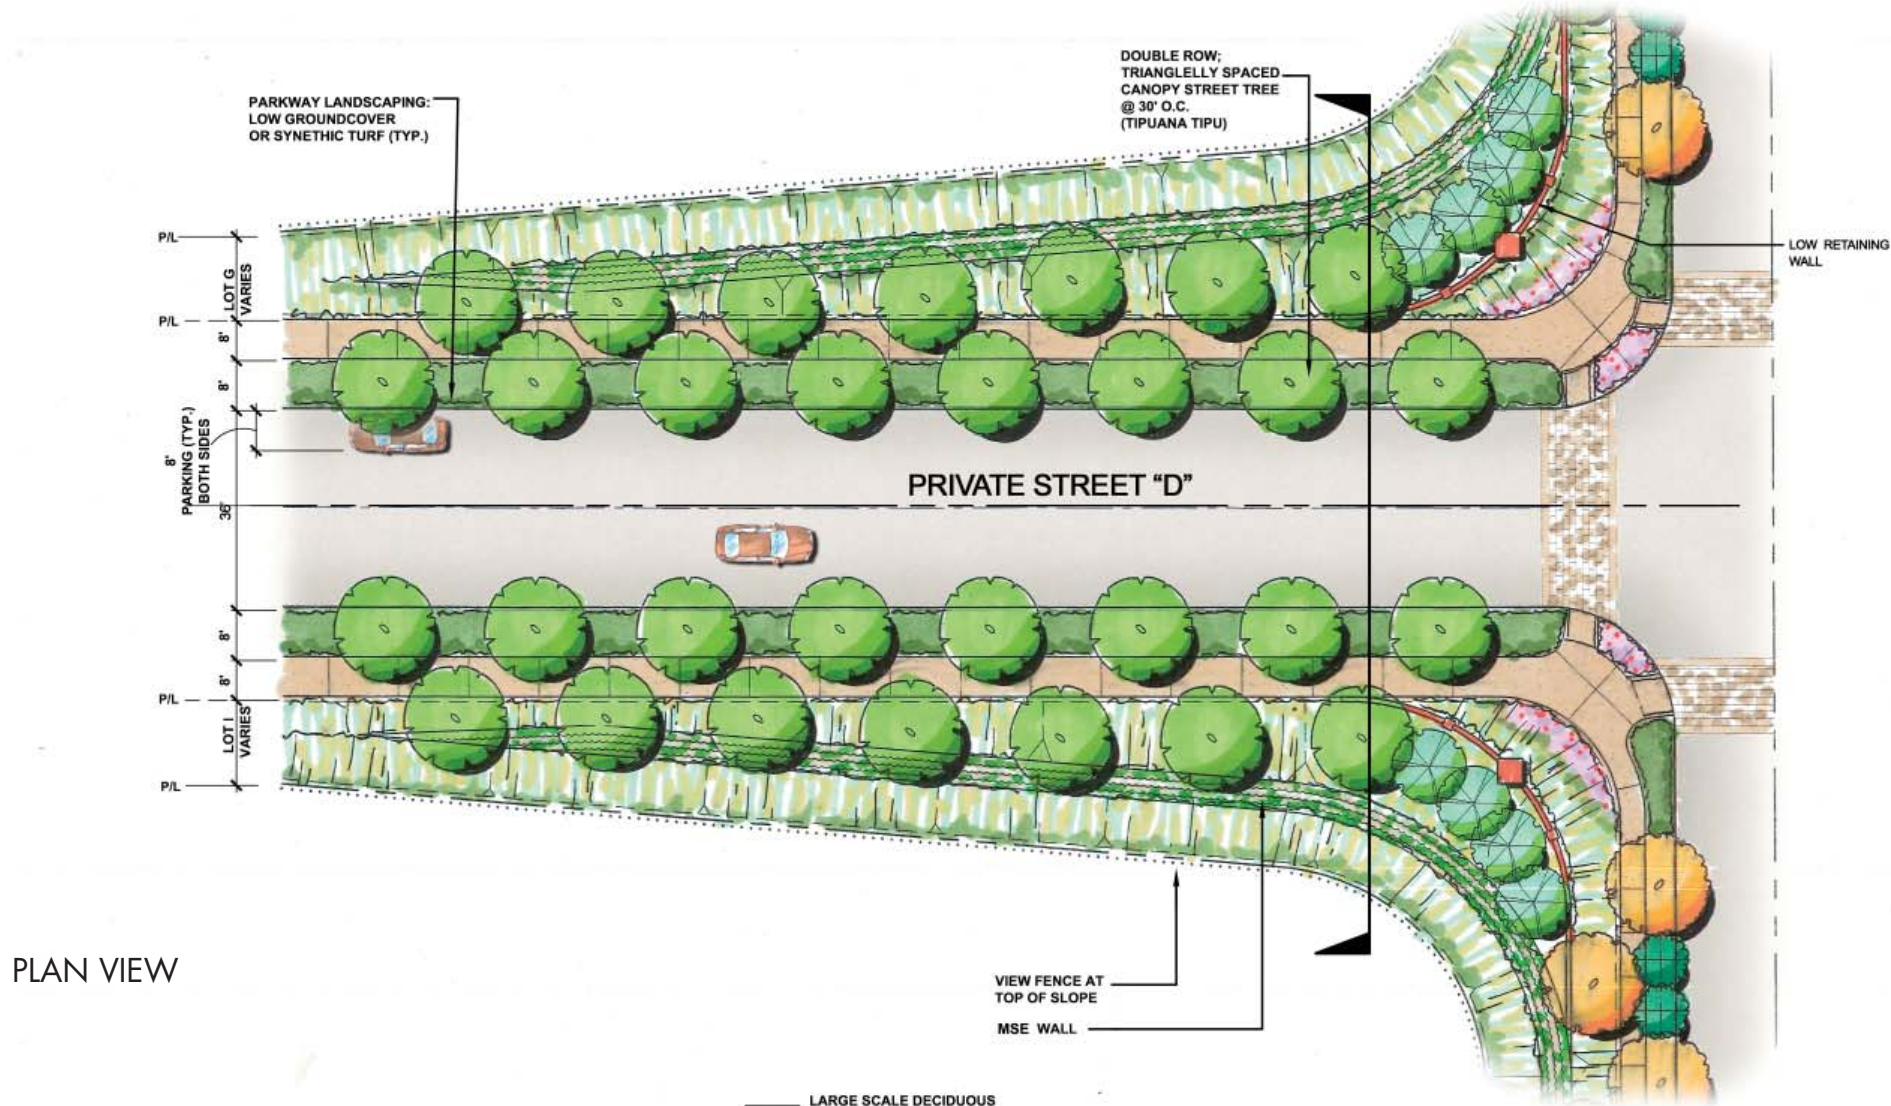 DOUBLE ROW;
TRIANGLELLY SPACED
CANOPY STREET TREE
@ 30' O.C.
(TIPUANA TIPU)
PARKWAY LANDSCAPING:
LOW GROUNDCOVER
OR SYNETHIC TURF (TYP.)
P/L
LOT G
VARIES
LOW RETAINING
WALL
P/L
8'
8'
8'
PARKING (TYP.)
BOTH SIDES
36'
PRIVATE STREET “D”
8'
8'
P/L
LOT I
VARIES
P/L
PLAN VIEW
VIEW FENCE AT
TOP OF SLOPE
MSE WALL
LARGE SCALE DECIDUOUS